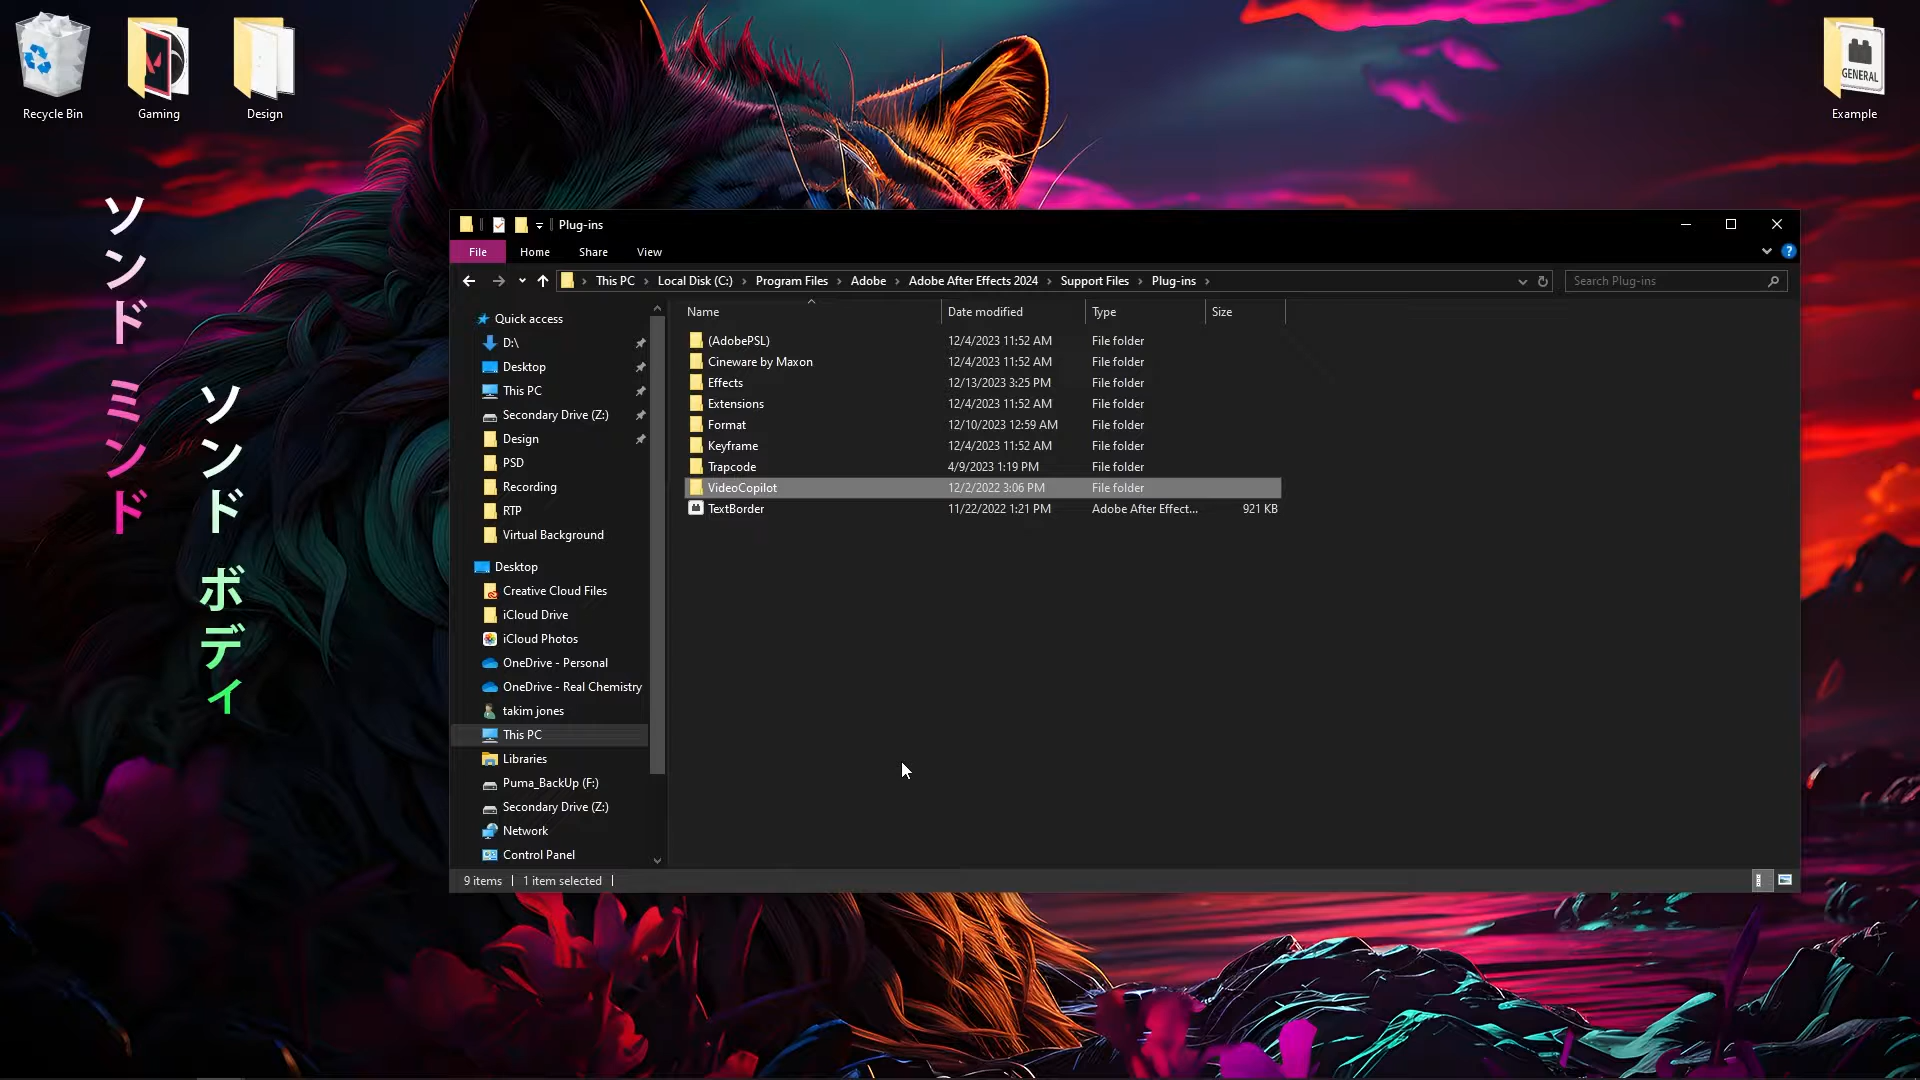 Recycle Bin
Gaming
Design
GENERAL
Example
ソンド ミンド
ソンド ボディ
Plug-ins
File Home Share View
This PC › Local Disk (C:) › Program Files › Adobe › Adobe After Effects 2024 › Support Files › Plug-ins ›
Search Plug-ins
Quick access
D:\
Desktop
This PC
Secondary Drive (Z:)
Design
PSD
Recording
RTP
Virtual Background
Desktop
Creative Cloud Files
iCloud Drive
iCloud Photos
OneDrive - Personal
OneDrive - Real Chemistry
takim jones
This PC
Libraries
Puma_BackUp (F:)
Secondary Drive (Z:)
Network
Control Panel
Name Date modified Type Size
(AdobePSL) 12/4/2023 11:52 AM File folder
Cineware by Maxon 12/4/2023 11:52 AM File folder
Effects 12/13/2023 3:25 PM File folder
Extensions 12/4/2023 11:52 AM File folder
Format 12/10/2023 12:59 AM File folder
Keyframe 12/4/2023 11:52 AM File folder
Trapcode 4/9/2023 1:19 PM File folder
VideoCopilot 12/2/2022 3:06 PM File folder
TextBorder 11/22/2022 1:21 PM Adobe After Effect... 921 KB
9 items 1 item selected